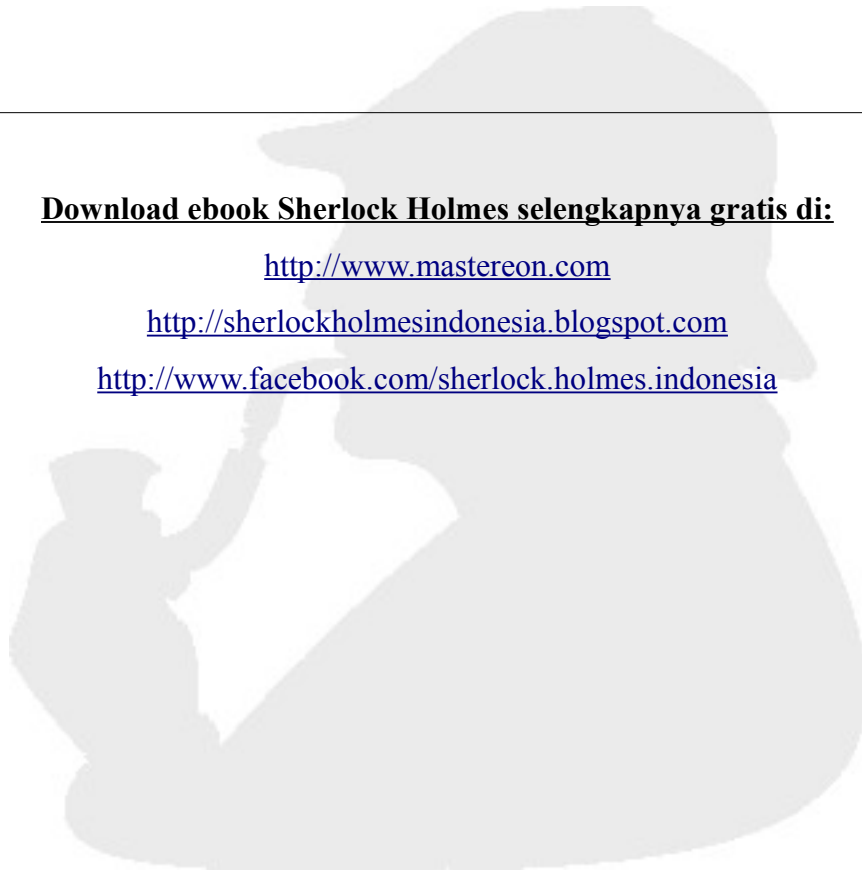 Download ebook Sherlock Holmes selengkapnya gratis di:
http://www.mastereon.com
http://sherlockholmesindonesia.blogspot.com
http://www.facebook.com/sherlock.holmes.indonesia